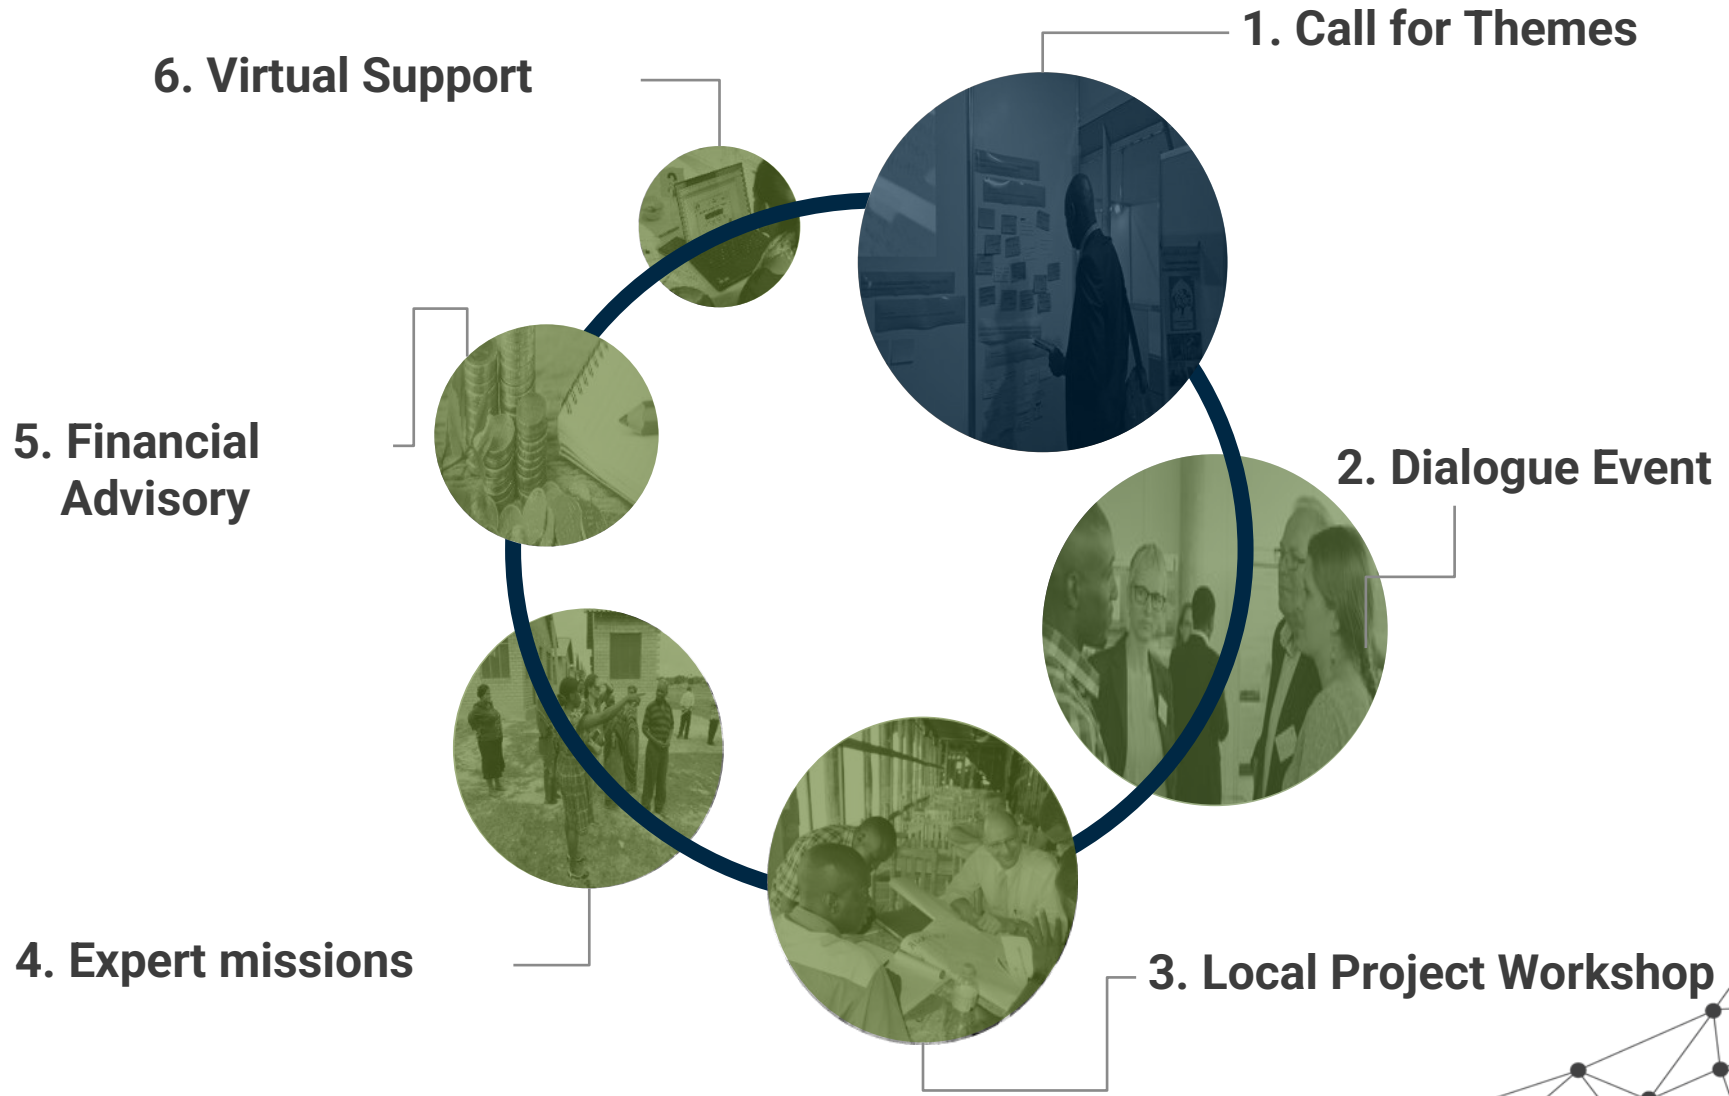 1. Call for Themes
2. Dialogue Event
3. Local Project Workshop
4. Expert missions
5. Financial
Advisory
6. Virtual Support